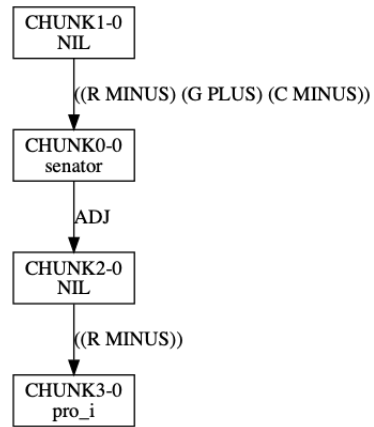 CHUNK1-0
NIL
((R MINUS) (G PLUS) (C MINUS))
CHUNK0-0
senator
ADJ
CHUNK2-0
NIL
((R MINUS))
CHUNK3-0
pro_i